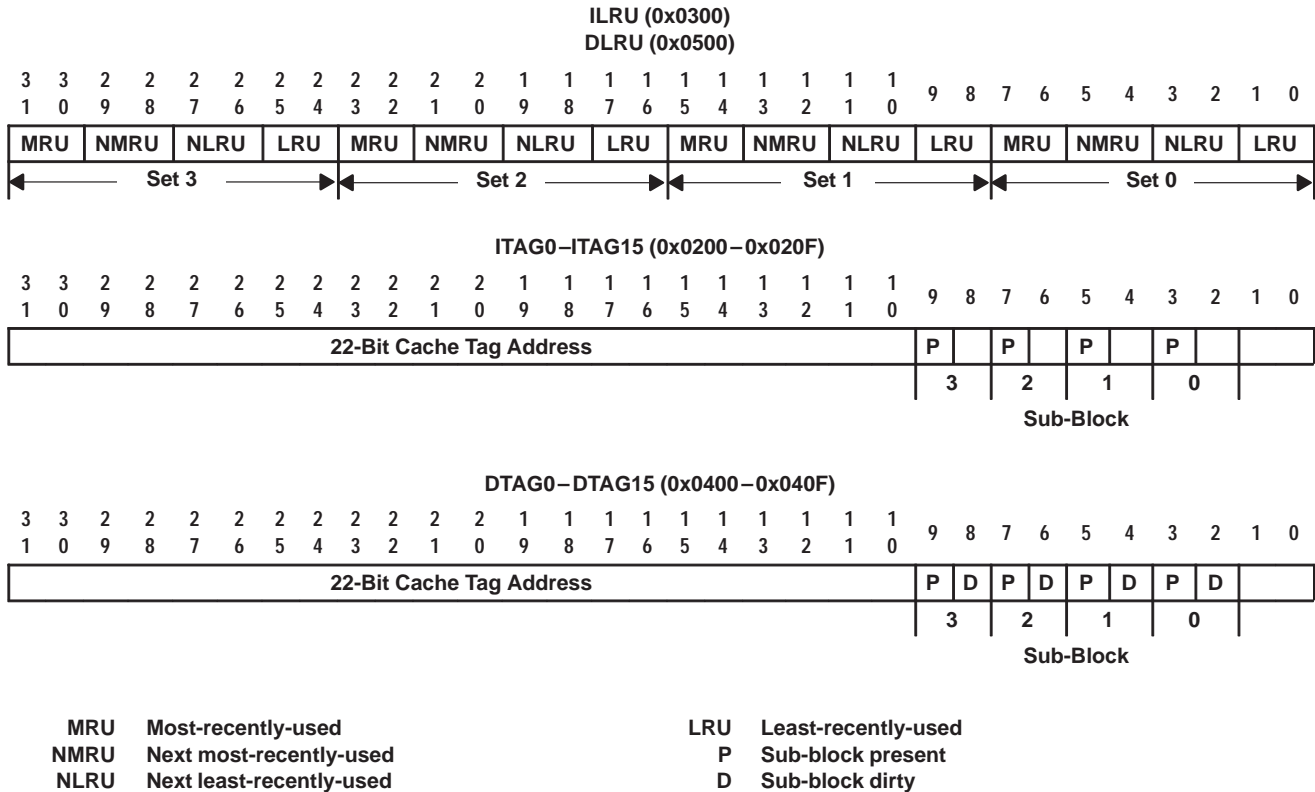 ILRU (0x0300)
DLRU (0x0500)
3 3 2 2 2 2 2 2 2 2 2 2 1 1 1 1 1 1 1 1 1 1 9 8 7 6 5 4 3 2 1 0
1 0 9 8 7 6 5 4 3 2 1 0 9 8 7 6 5 4 3 2 1 0
MRU NMRU NLRU LRU MRU NMRU NLRU LRU MRU NMRU NLRU LRU MRU NMRU NLRU LRU
Set 3 Set 2 Set 1 Set 0
ITAG0–ITAG15 (0x0200–0x020F)
3 3 2 2 2 2 2 2 2 2 2 2 1 1 1 1 1 1 1 1 1 1 9 8 7 6 5 4 3 2 1 0
1 0 9 8 7 6 5 4 3 2 1 0 9 8 7 6 5 4 3 2 1 0
22-Bit Cache Tag Address P P P P
3 2 1 0
Sub-Block
DTAG0–DTAG15 (0x0400–0x040F)
3 3 2 2 2 2 2 2 2 2 2 2 1 1 1 1 1 1 1 1 1 1 9 8 7 6 5 4 3 2 1 0
1 0 9 8 7 6 5 4 3 2 1 0 9 8 7 6 5 4 3 2 1 0
22-Bit Cache Tag Address P D P D P D P D
3 2 1 0
Sub-Block
MRU Most-recently-used LRU Least-recently-used
NMRU Next most-recently-used P Sub-block present
NLRU Next least-recently-used D Sub-block dirty